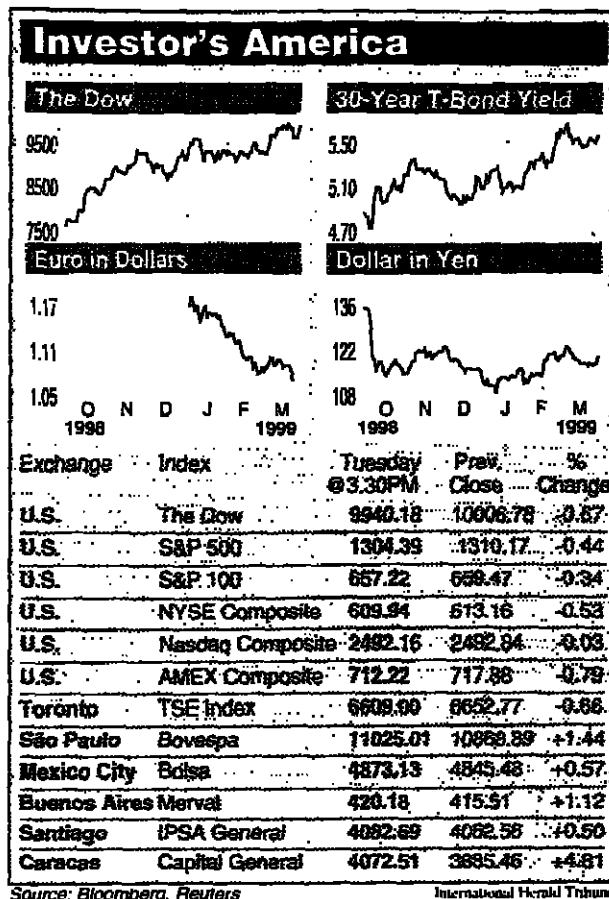 Investor's America
The Dow
9500
8500
7500
30-Year T-Bond Yield
5.50
5.10
4.70
Euro in Dollars
1.17
1.11
1.05
O N D J F M
1998 1999
Dollar in Yen
136
122
108
O N D J F M
1998 1999
Exchange Index Tuesday Prev. %
@3.30PM Close Change
U.S. The Dow 9940.18 10006.78 -0.67
U.S. S&P 500 1304.39 1310.17 -0.44
U.S. S&P 100 657.22 659.47 -0.34
U.S. NYSE Composite 609.94 613.16 -0.53
U.S. Nasdaq Composite 2492.16 2492.84 -0.03
U.S. AMEX Composite 712.22 717.88 -0.79
Toronto TSE Index 6609.00 6652.77 -0.66
São Paulo Bovespa 11025.01 10868.89 +1.44
Mexico City Bolsa 4873.13 4845.48 +0.57
Buenos Aires Merval 420.18 415.51 +1.12
Santiago IPSA General 4082.69 4062.56 +0.50
Caracas Capital General 4072.51 3885.46 +4.81
Source: Bloomberg, Reuters
International Herald Tribune